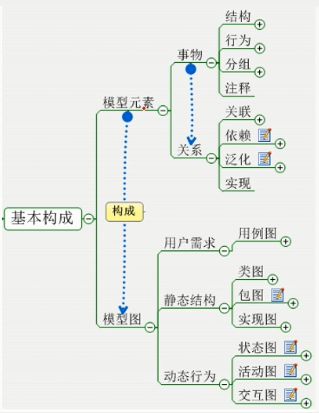 结构
事物
行为
分组
注释
模型元素
关联
关系
依赖
泛化
实现
构成
基本构成
用户需求
用例图
类图
静态结构
包图
实现图
模型图
状态图
动态行为
活动图
交互图